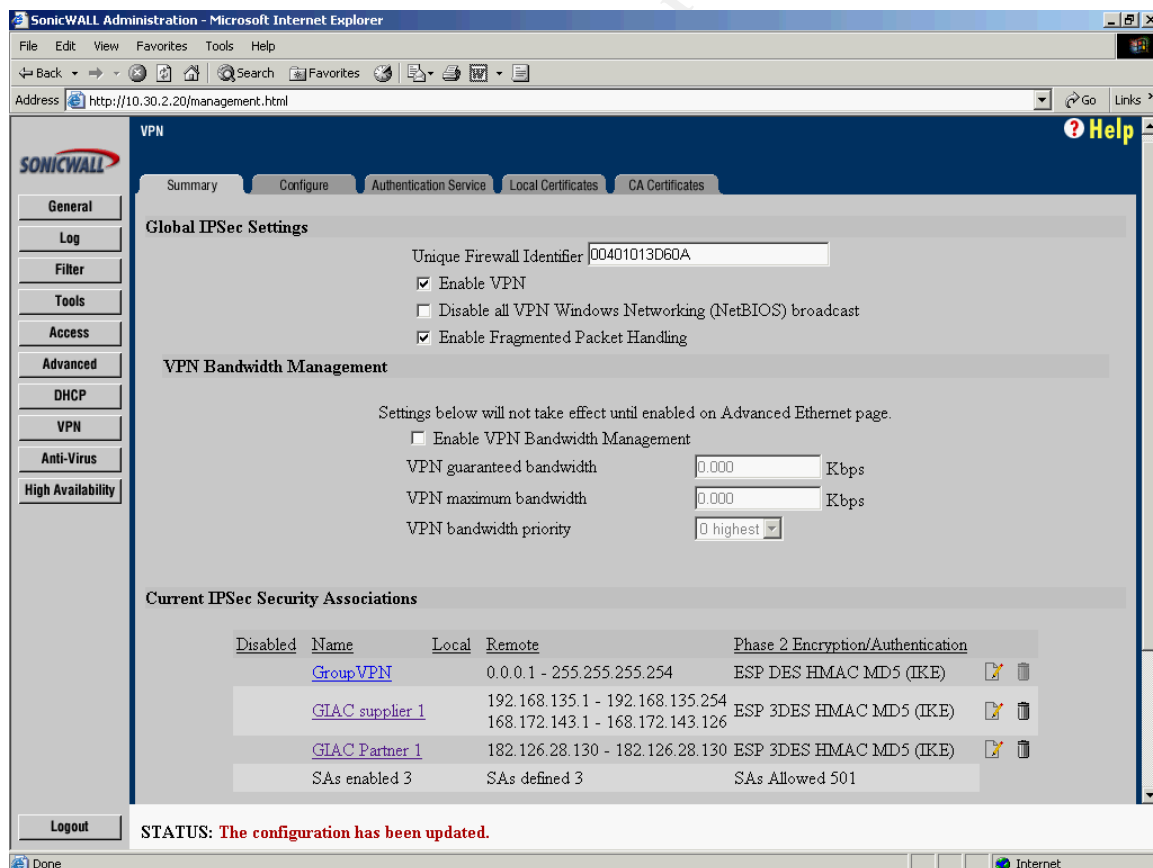 SonicWALL Administration - Microsoft Internet Explorer
File Edit View Favorites Tools Help
Back Search Favorites
Address http://10.30.2.20/management.html Go Links »
VPN
? Help
SONICWALL
Summary Configure Authentication Service Local Certificates CA Certificates
General
Log
Filter
Tools
Access
Advanced
DHCP
VPN
Anti-Virus
High Availability
Logout
Global IPSec Settings
Unique Firewall Identifier 00401013D60A
Enable VPN
Disable all VPN Windows Networking (NetBIOS) broadcast
Enable Fragmented Packet Handling
VPN Bandwidth Management
Settings below will not take effect until enabled on Advanced Ethernet page.
Enable VPN Bandwidth Management
VPN guaranteed bandwidth 0.000 Kbps
VPN maximum bandwidth 0.000 Kbps
VPN bandwidth priority 0 highest
Current IPSec Security Associations
Disabled Name Local Remote Phase 2 Encryption/Authentication
GroupVPN 0.0.0.1 - 255.255.255.254 ESP DES HMAC MD5 (IKE)
GIAC supplier 1 192.168.135.1 - 192.168.135.254
168.172.143.1 - 168.172.143.126 ESP 3DES HMAC MD5 (IKE)
GIAC Partner 1 182.126.28.130 - 182.126.28.130 ESP 3DES HMAC MD5 (IKE)
SAs enabled 3 SAs defined 3 SAs Allowed 501
STATUS: The configuration has been updated.
Done Internet